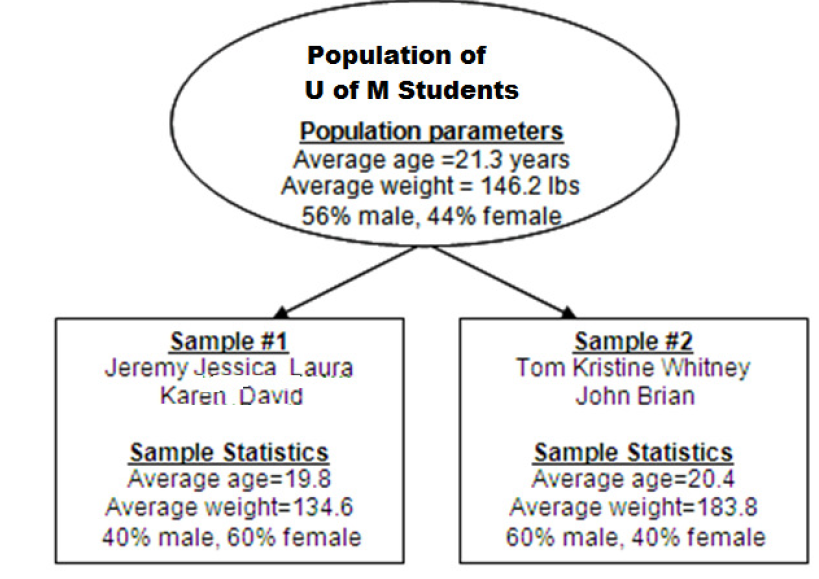 Population of
U of M Students
Population parameters
Average age =21.3 years
Average weight = 146.2 lbs
56% male, 44% female
Sample #1
Jeremy Jessica Laura
Karen David
Sample Statistics
Average age=19.8
Average weight=134.6
40% male, 60% female
Sample #2
Tom Kristine Whitney
John Brian
Sample Statistics
Average age=20.4
Average weight=183.8
60% male, 40% female